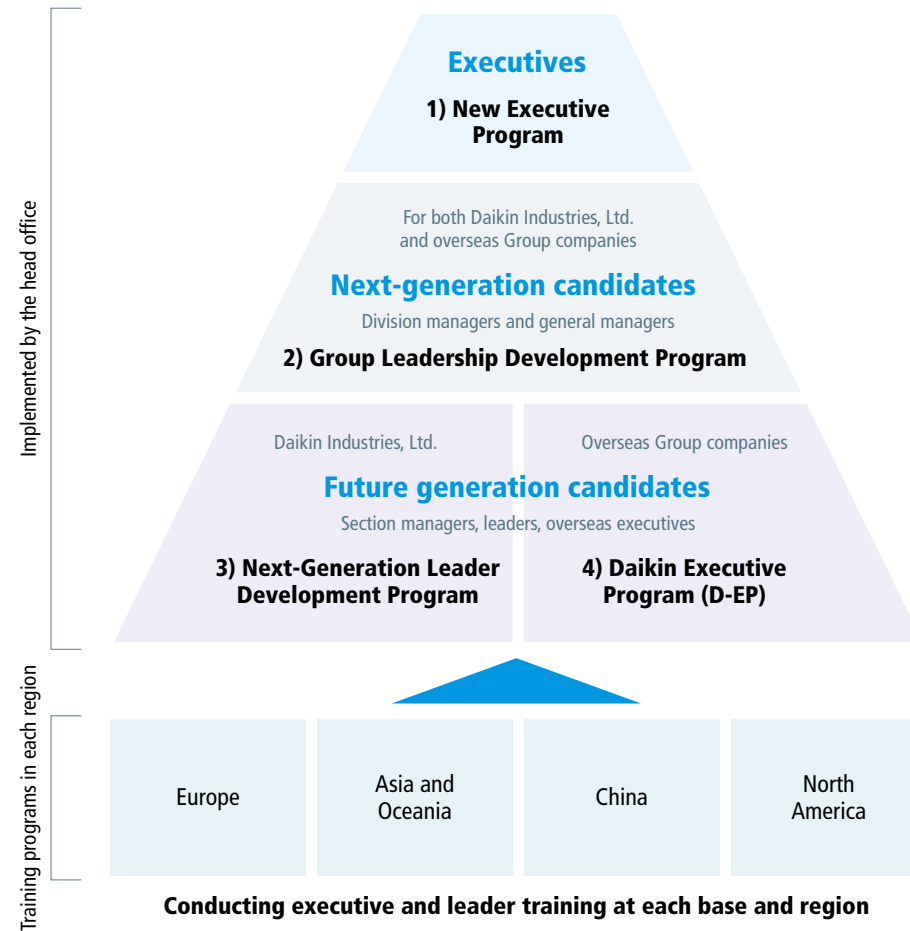 Implemented by the head office
Executives
1) New Executive
Program
For both Daikin Industries, Ltd.
and overseas Group companies
Next-generation candidates
Division managers and general managers
2) Group Leadership Development Program
Daikin Industries, Ltd.
Overseas Group companies
Future generation candidates
Section managers, leaders, overseas executives
3) Next-Generation Leader
Development Program
4) Daikin Executive
Program (D-EP)
Training programs in each region
Europe
Asia and
Oceania
China
North
America
Conducting executive and leader training at each base and region